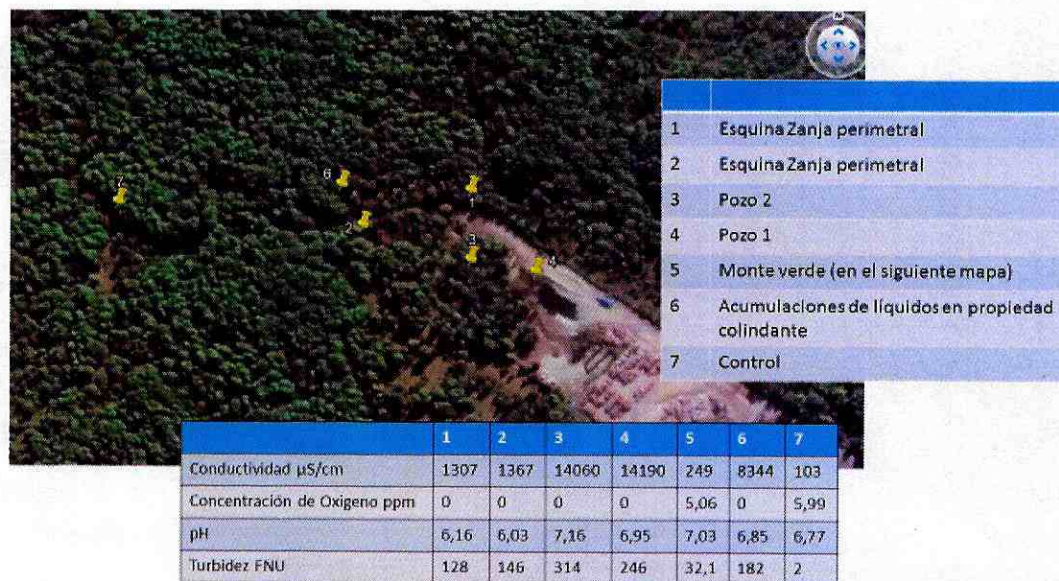 7
6
1
2
3
4
1 Esquina Zanja perimetral
2 Esquina Zanja perimetral
3 Pozo 2
4 Pozo 1
5 Monte verde (en el siguiente mapa)
6 Acumulaciones de líquidos en propiedad
colindante
7 Control
1 2 3 4 5 6 7
Conductividad µS/cm 1307 1367 14060 14190 249 8344 103
Concentración de Oxigeno ppm 0 0 0 0 5,06 0 5,99
pH 6,16 6,03 7,16 6,95 7,03 6,85 6,77
Turbidez FNU 128 146 314 246 32,1 182 2